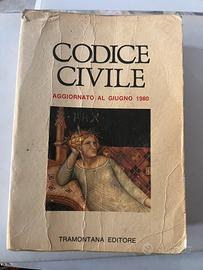 CODICE
CIVILE
AGGIORNATO AL GIUGNO 1980
PAX
TRAMONTANA EDITORE